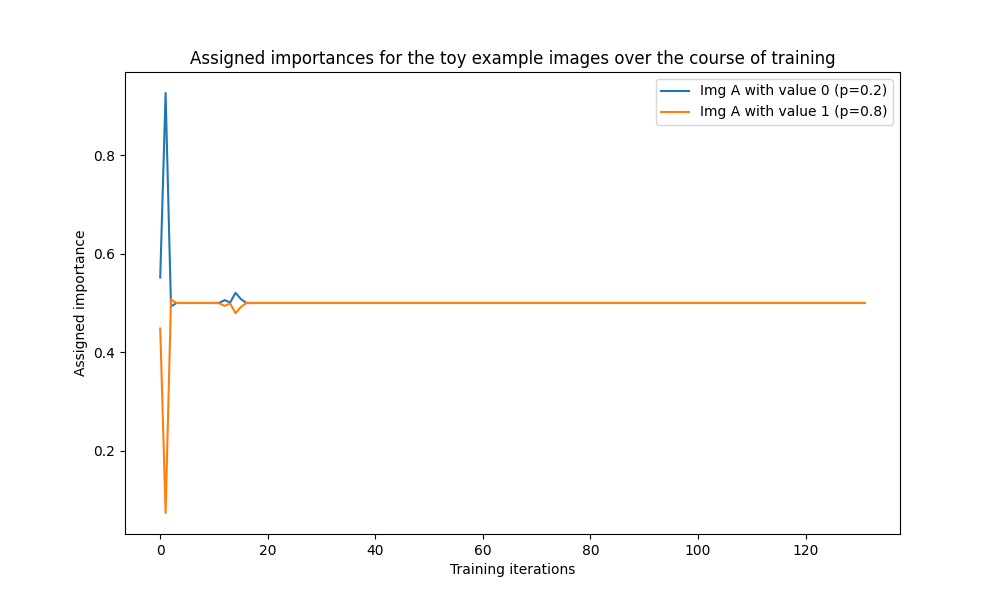 Assigned importances for the toy example images over the course of training
Img A with value 0 (p=0.2)
Img A with value 1 (p=0.8)
Assigned importance
0.8
0.6
0.4
0.2
0 20 40 60 80 100 120
Training iterations